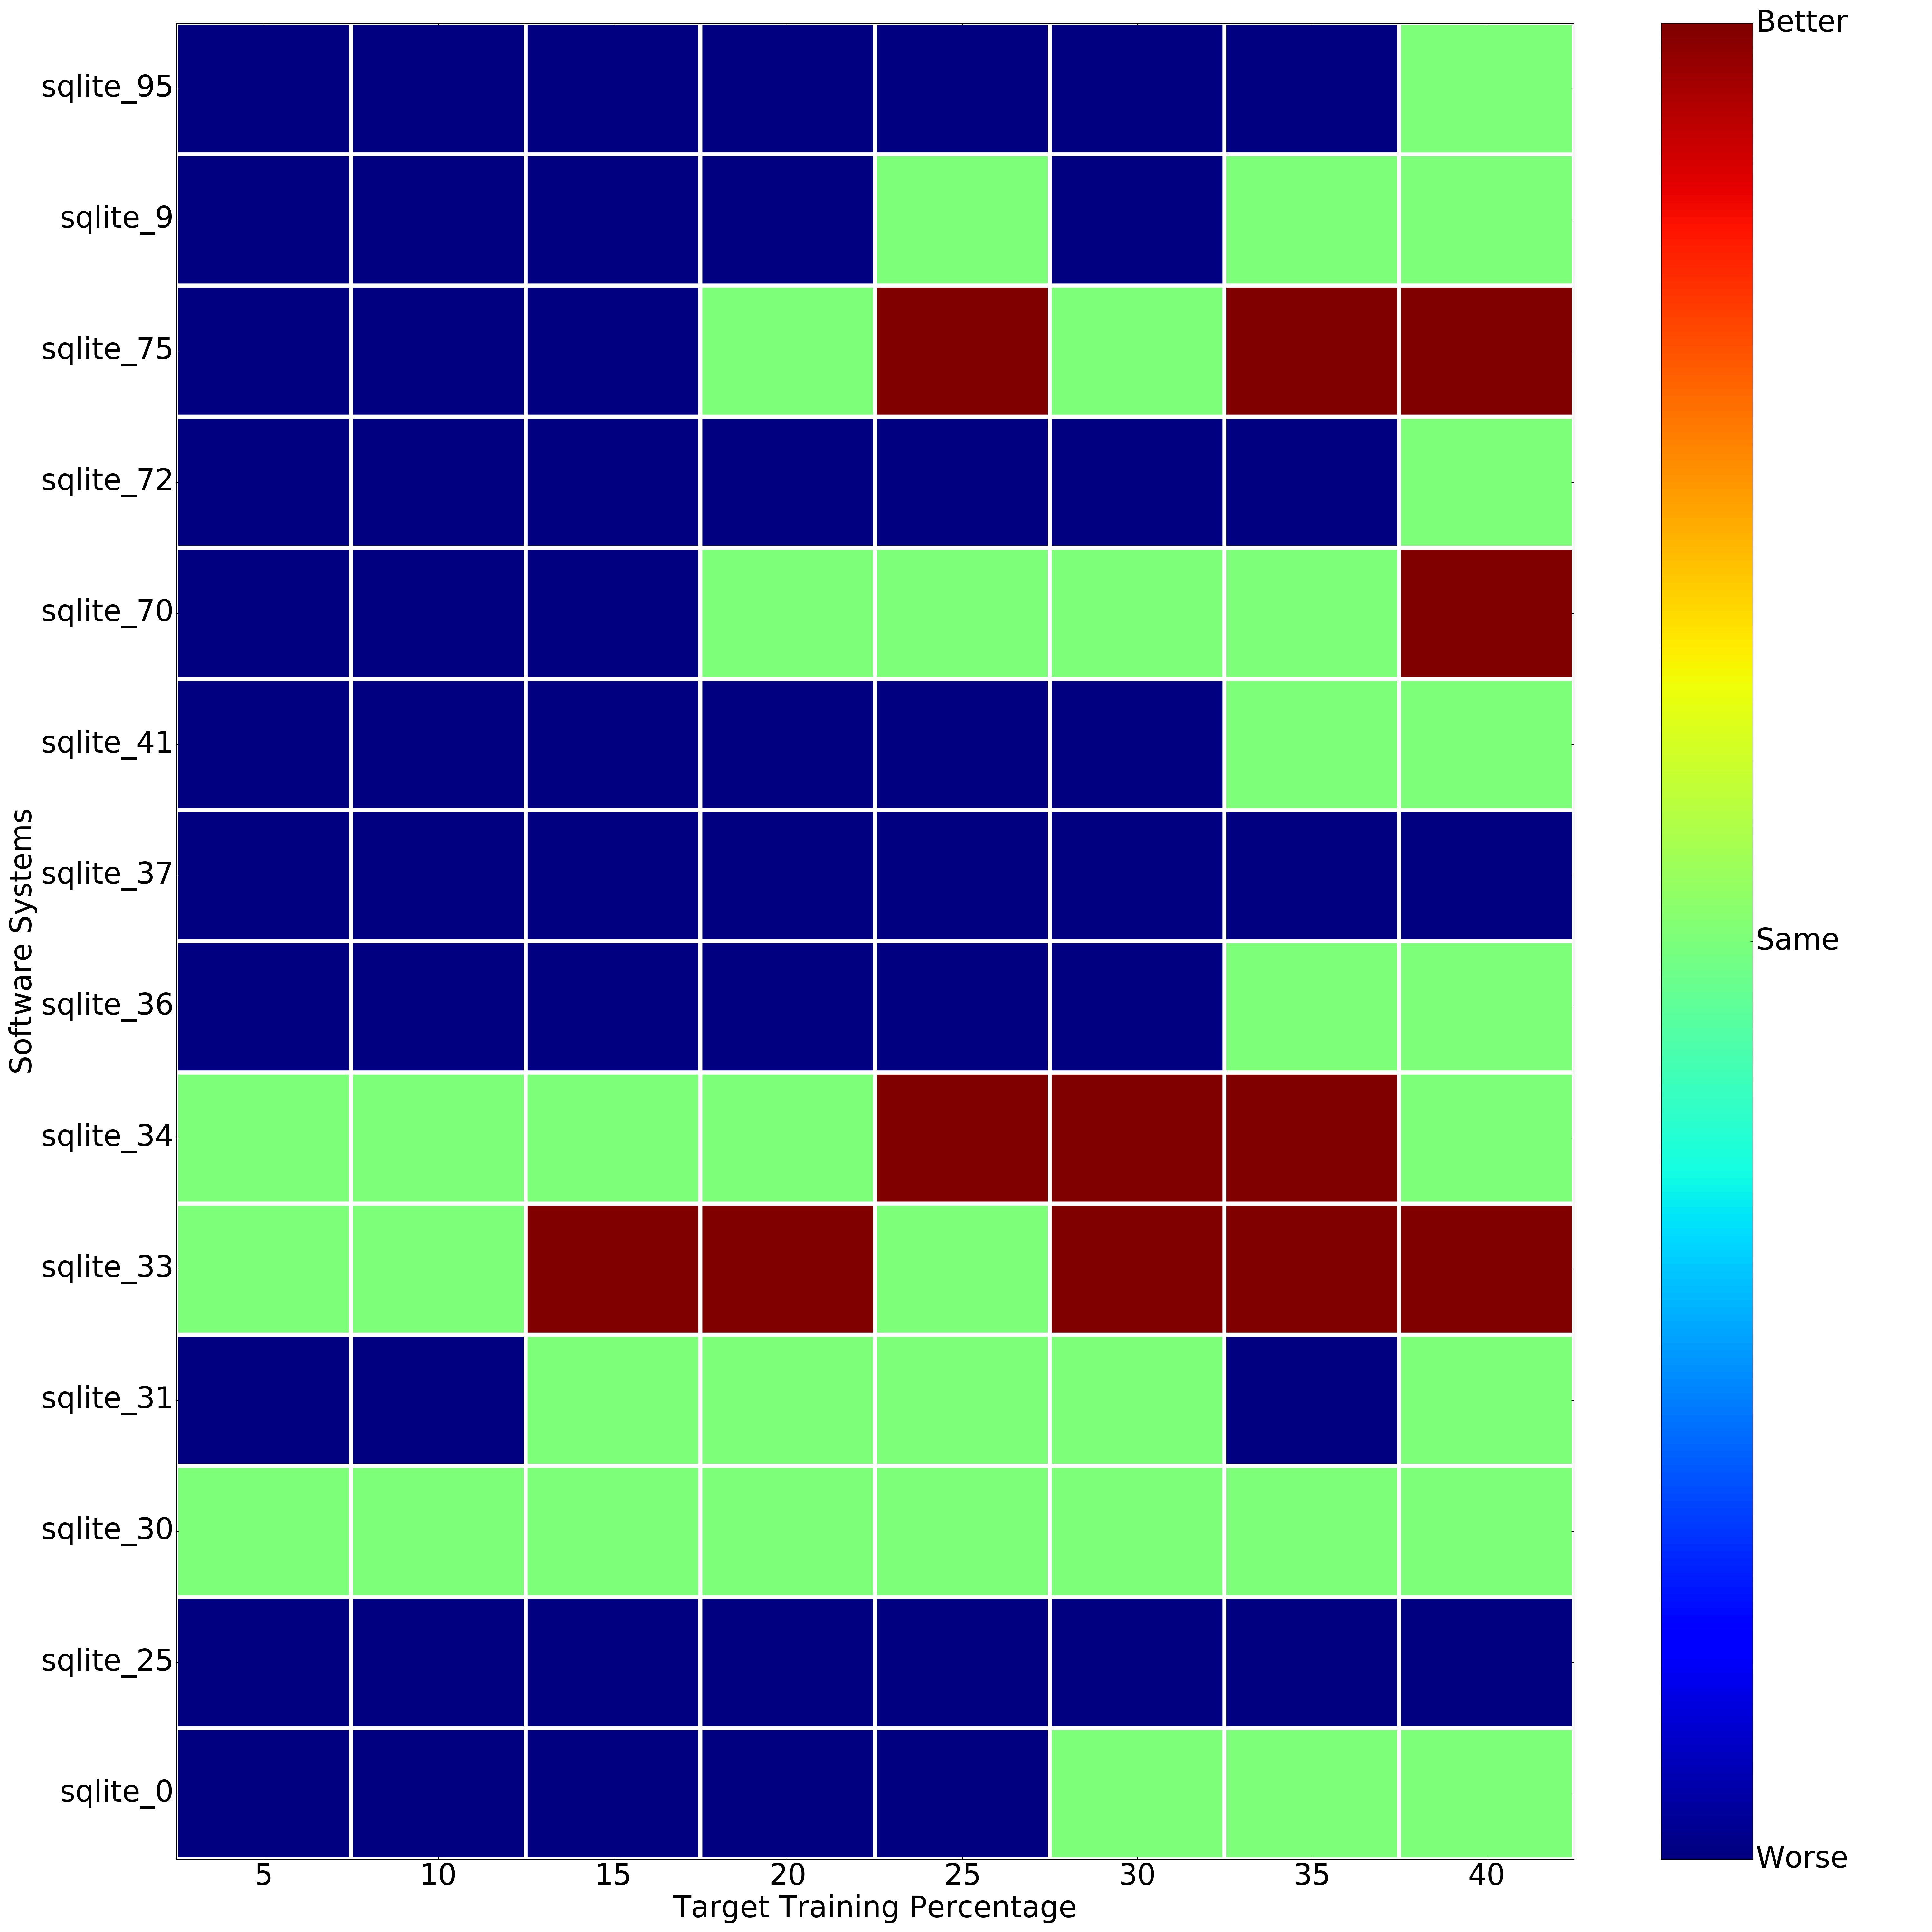 sqlite_95
sqlite_9
sqlite_75
sqlite_72
sqlite_70
sqlite_41
sqlite_37
sqlite_36
sqlite_34
sqlite_33
sqlite_31
sqlite_30
sqlite_25
sqlite_0
Software Systems
5 10 15 20 25 30 35 40
Target Training Percentage
Better
Same
Worse